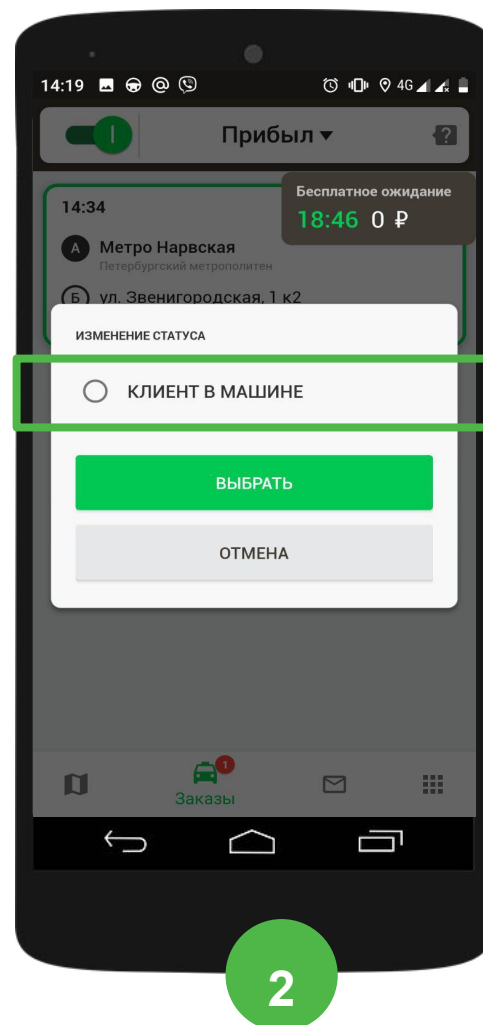 14:19 4G
Прибыл
Бесплатное ожидание
18:46 0 ₽
14:34
А Метро Нарвская
Петербургский метрополитен
Б ул. Звенигородская, 1 к2
ИЗМЕНЕНИЕ СТАТУСА
КЛИЕНТ В МАШИНЕ
ВЫБРАТЬ
ОТМЕНА
1
Заказы
2